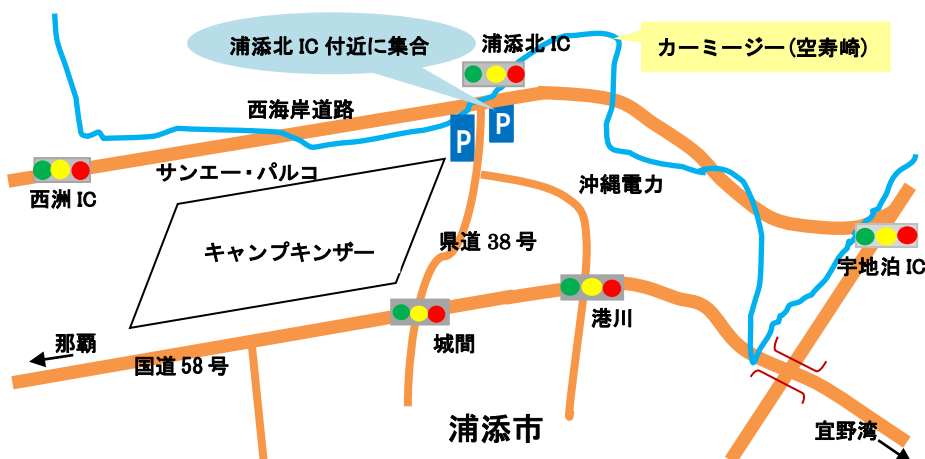 浦添北 IC 付近に集合
浦添北 IC
カーミージー(空寿崎)
西海岸道路
P
P
サンエー・パルコ
西洲 IC
沖縄電力
キャンプキンザー
県道 38 号
宇地泊 IC
港川
城間
那覇
国道 58 号
浦添市
宜野湾